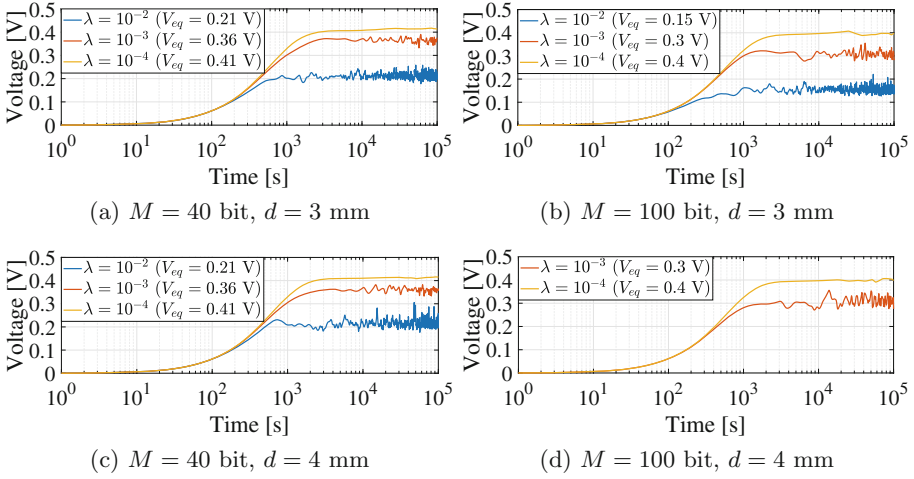 0.5
0.4
0.3
0.2
0.1
0
Voltage [V]
λ = 10⁻² (V_eq = 0.21 V)
λ = 10⁻³ (V_eq = 0.36 V)
λ = 10⁻⁴ (V_eq = 0.41 V)
10⁰ 10¹ 10² 10³ 10⁴ 10⁵
Time [s]
(a) M = 40 bit, d = 3 mm
0.5
0.4
0.3
0.2
0.1
0
Voltage [V]
λ = 10⁻² (V_eq = 0.15 V)
λ = 10⁻³ (V_eq = 0.3 V)
λ = 10⁻⁴ (V_eq = 0.4 V)
10⁰ 10¹ 10² 10³ 10⁴ 10⁵
Time [s]
(b) M = 100 bit, d = 3 mm
0.5
0.4
0.3
0.2
0.1
0
Voltage [V]
λ = 10⁻² (V_eq = 0.21 V)
λ = 10⁻³ (V_eq = 0.36 V)
λ = 10⁻⁴ (V_eq = 0.41 V)
10⁰ 10¹ 10² 10³ 10⁴ 10⁵
Time [s]
(c) M = 40 bit, d = 4 mm
0.5
0.4
0.3
0.2
0.1
0
Voltage [V]
λ = 10⁻³ (V_eq = 0.3 V)
λ = 10⁻⁴ (V_eq = 0.4 V)
10⁰ 10¹ 10² 10³ 10⁴ 10⁵
Time [s]
(d) M = 100 bit, d = 4 mm